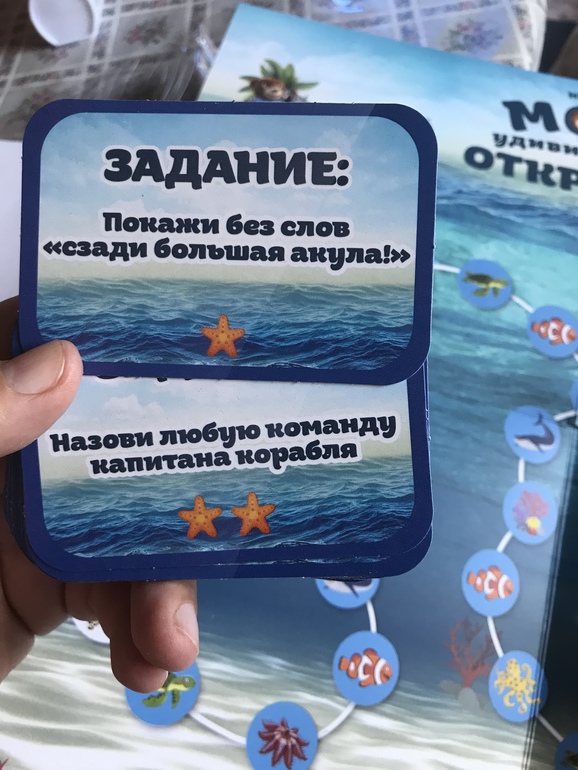 ЗАДАНИЕ:
Покажи без слов
«сзади большая акула!»
Назови любую команду
капитана корабля